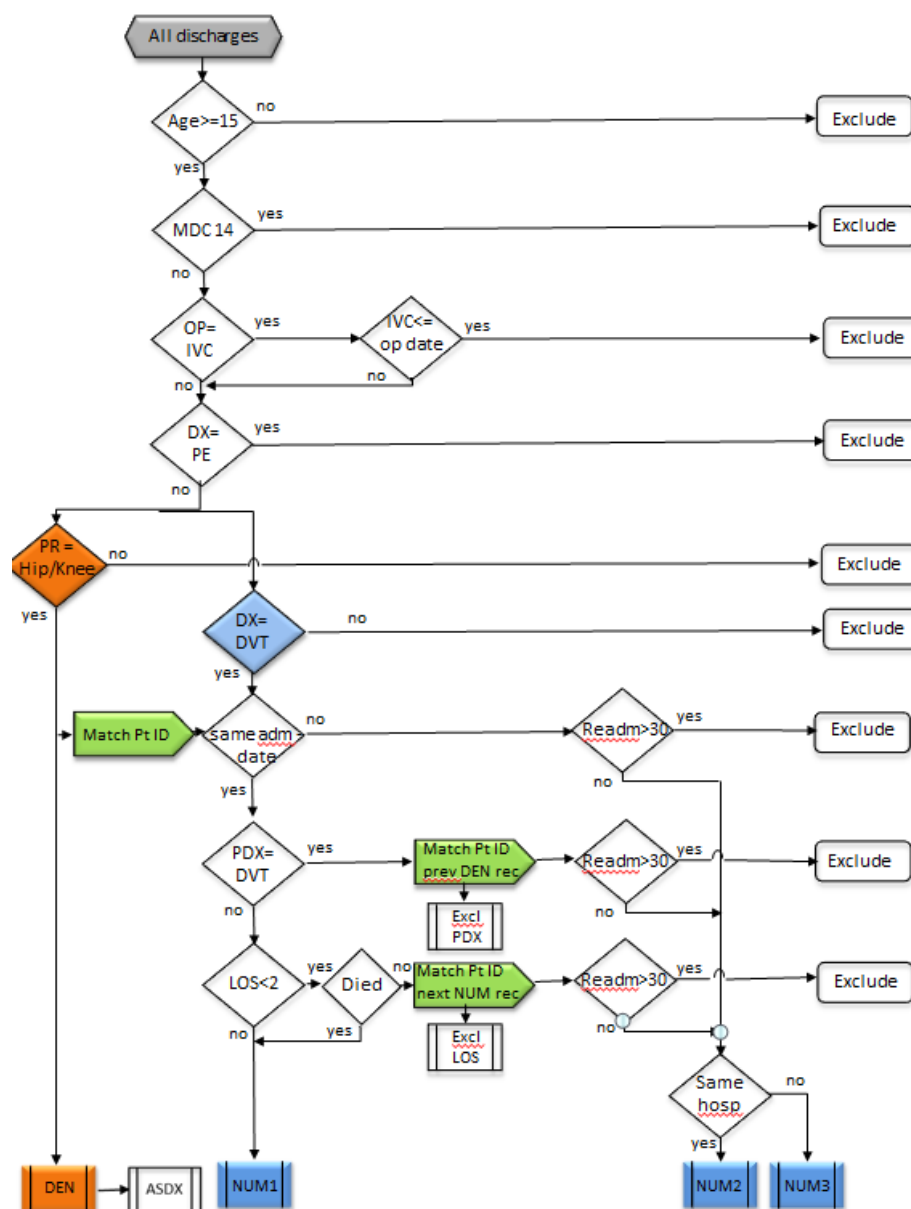 All discharges
Age>=15
no
Exclude
yes
MDC 14
yes
Exclude
no
OP=
IVC
yes
IVC<=
op date
yes
Exclude
no
no
DX=
PE
yes
Exclude
no
PR =
Hip/Knee
no
Exclude
yes
DX=
DVT
no
Exclude
yes
Match Pt ID
same adm
date
no
Readm>30
yes
Exclude
yes
no
PDX=
DVT
yes
Match Pt ID
prev DEN rec
Readm>30
yes
Exclude
no
Excl
PDX
no
LOS<2
yes
Died
no
Match Pt ID
next NUM rec
Readm>30
yes
Exclude
no
yes
Excl
LOS
no
Same
hosp
no
yes
DEN
ASDX
NUM1
NUM2
NUM3